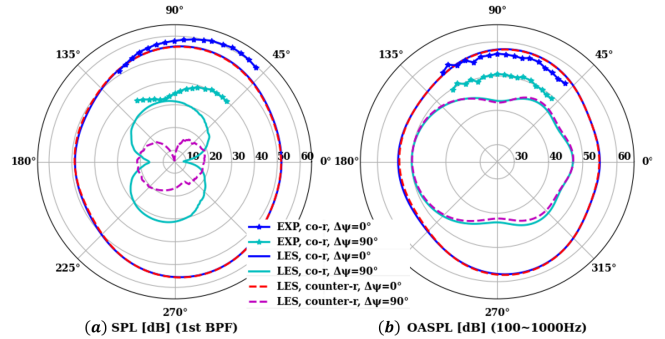 90° 90°
135° 45° 135° 45°
180° 10 20 30 40 50 60 0° 180° 30 40 50 60 0°
EXP, co-r, Δψ=0°
EXP, co-r, Δψ=90°
LES, co-r, Δψ=0°
LES, co-r, Δψ=90°
LES, counter-r, Δψ=0°
LES, counter-r, Δψ=90°
225° 315°
270° 270°
(a) SPL [dB] (1st BPF) (b) OASPL [dB] (100~1000Hz)